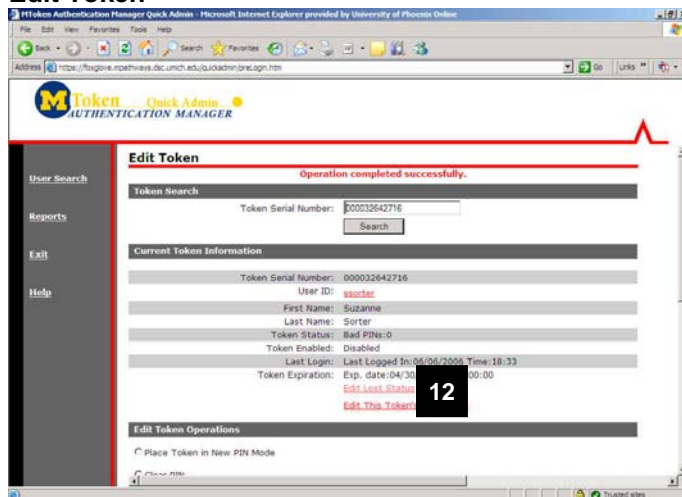 Edit Token
MToken Authentication Manager Quick Admin - Microsoft Internet Explorer provided by University of Phoenix Online
File Edit View Favorites Tools Help
Back Search Favorites
Address https://foxglove.mpathways.dsc.umich.edu/quickadmin/preLogin.htm Go Links »
M Token Quick Admin
AUTHENTICATION MANAGER
Edit Token
Operation completed successfully.
User Search
Token Search
Token Serial Number: 000032642716
Reports
Search
Exit
Current Token Information
Token Serial Number: 000032642716
Help
User ID: ssorter
First Name: Suzanne
Last Name: Sorter
Token Status: Bad PINs:0
Token Enabled: Disabled
Last Login: Last Logged In:06/06/2006 Time:18:33
Token Expiration: Exp. date:04/30 00:00
Edit Lost Status
12
Edit This Token's
Edit Token Operations
Place Token in New PIN Mode
Clear PIN
Trusted sites